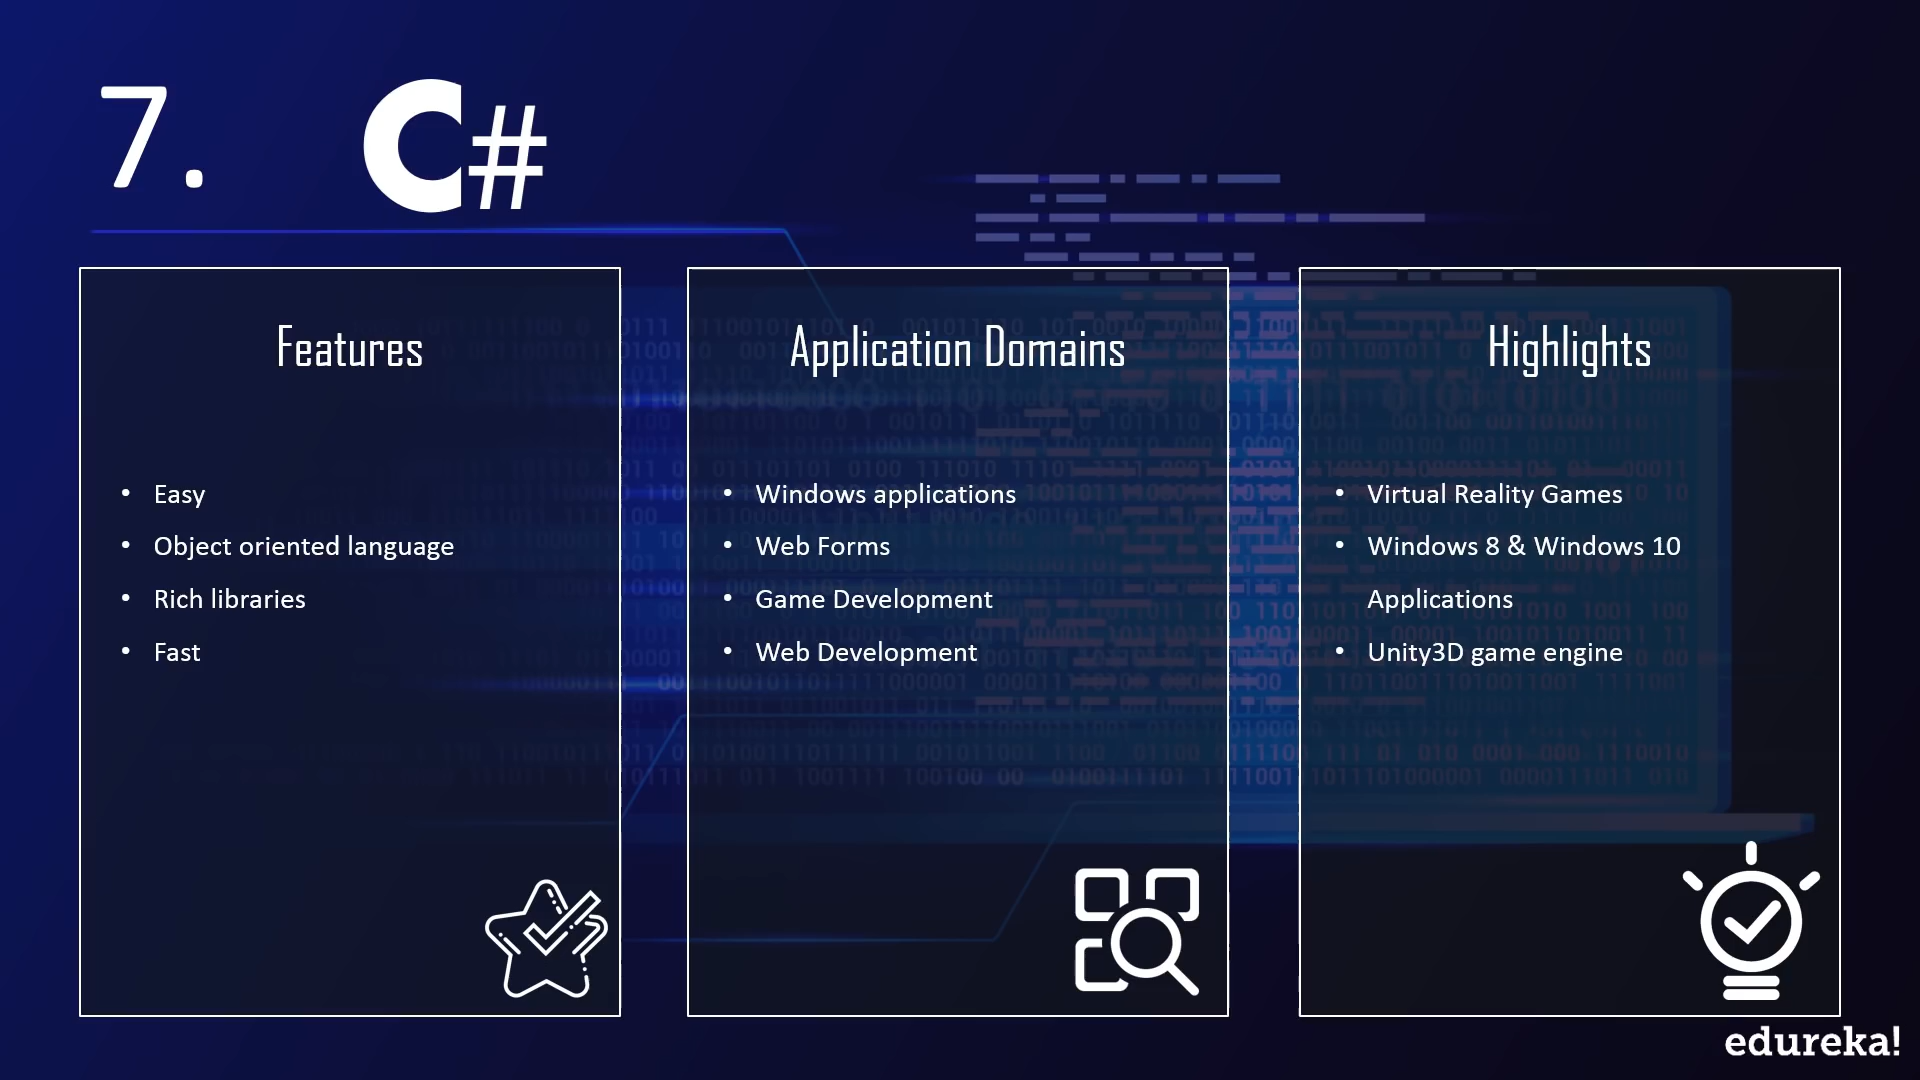 7. C#
Features
Easy
Object oriented language
Rich libraries
Fast
Application Domains
Windows applications
Web Forms
Game Development
Web Development
Highlights
Virtual Reality Games
Windows 8 & Windows 10
Applications
Unity3D game engine
edureka!